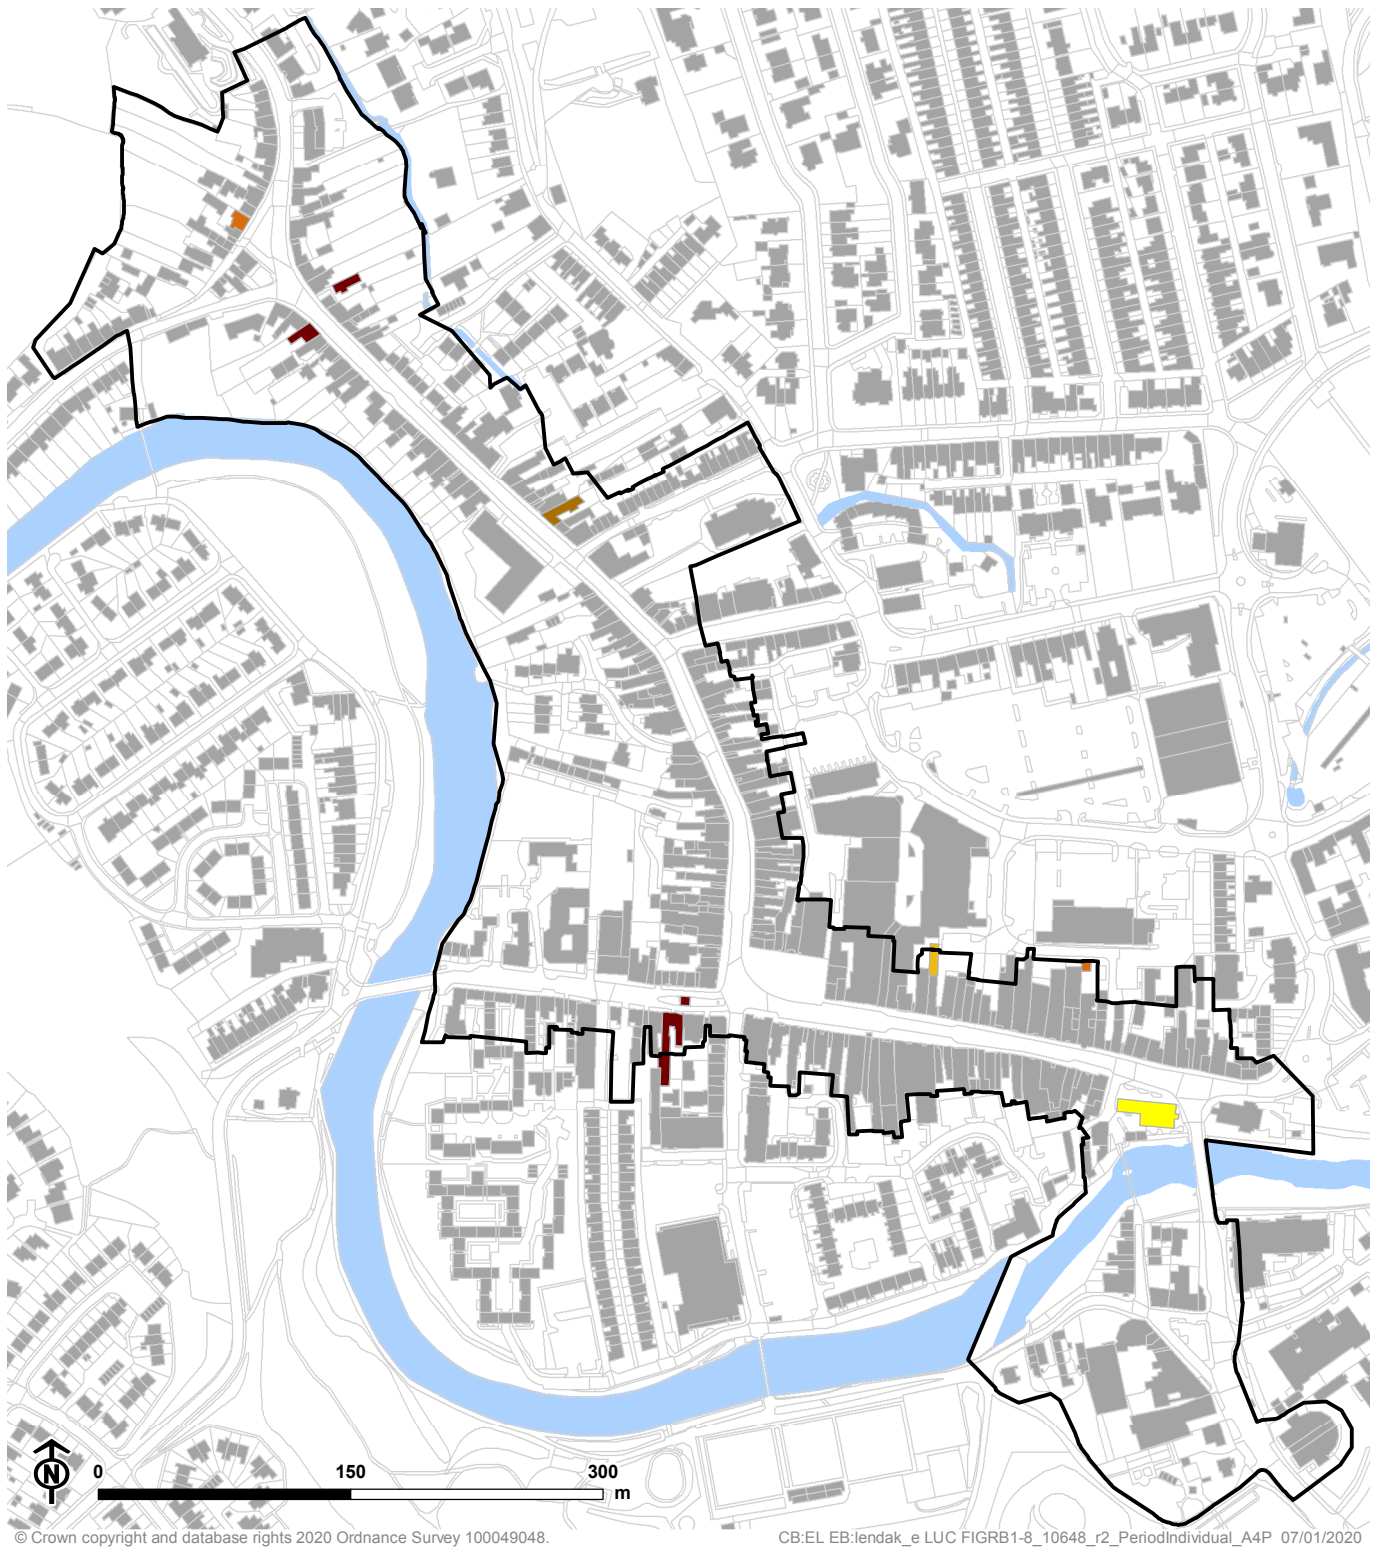 N
0 150 300
m
© Crown copyright and database rights 2020 Ordnance Survey 100049048.
CB:EL EB:lendak_e LUC FIGRB1-8_10648_r2_PeriodIndividual_A4P 07/01/2020